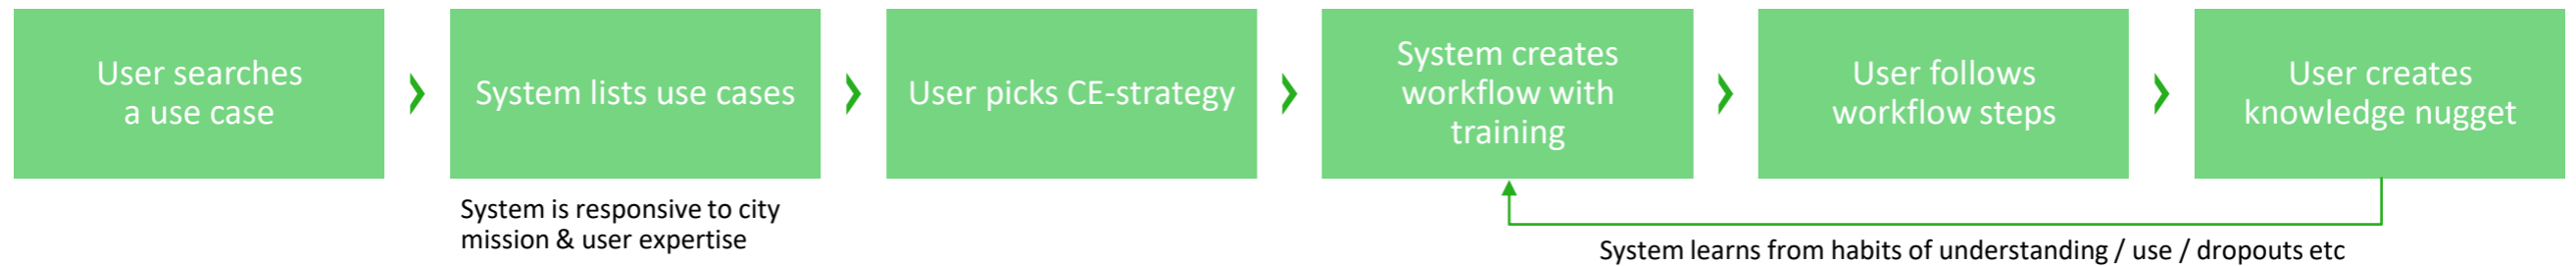 User searches
a use case
System lists use cases
User picks CE-strategy
System creates
workflow with
training
User follows
workflow steps
User creates
knowledge nugget
System is responsive to city
mission & user expertise
System learns from habits of understanding / use / dropouts etc